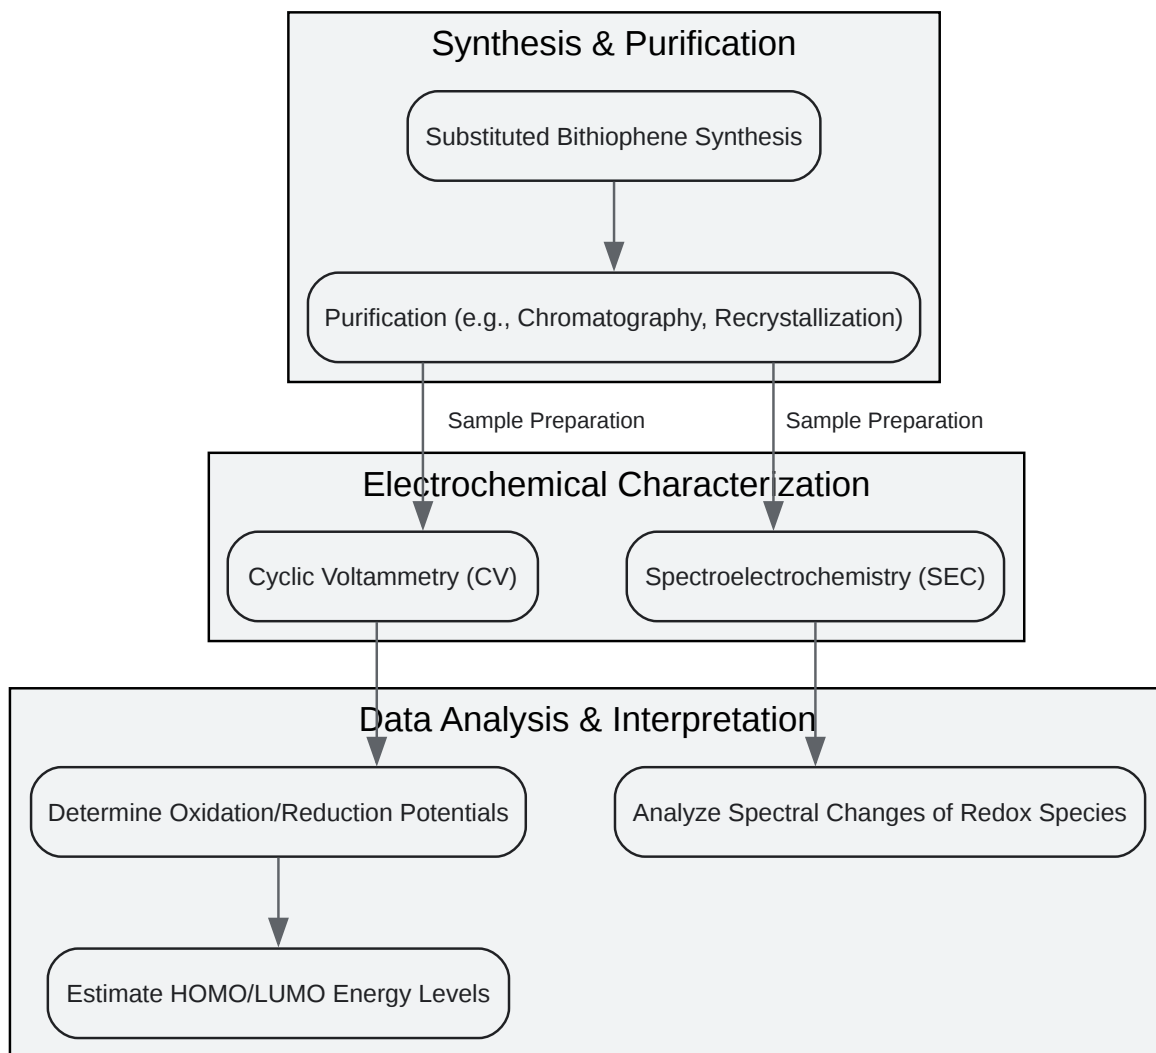 Synthesis & Purification
Substituted Bithiophene Synthesis
Purification (e.g., Chromatography, Recrystallization)
Sample Preparation
Sample Preparation
Electrochemical Characterization
Cyclic Voltammetry (CV)
Spectroelectrochemistry (SEC)
Data Analysis & Interpretation
Determine Oxidation/Reduction Potentials
Analyze Spectral Changes of Redox Species
Estimate HOMO/LUMO Energy Levels